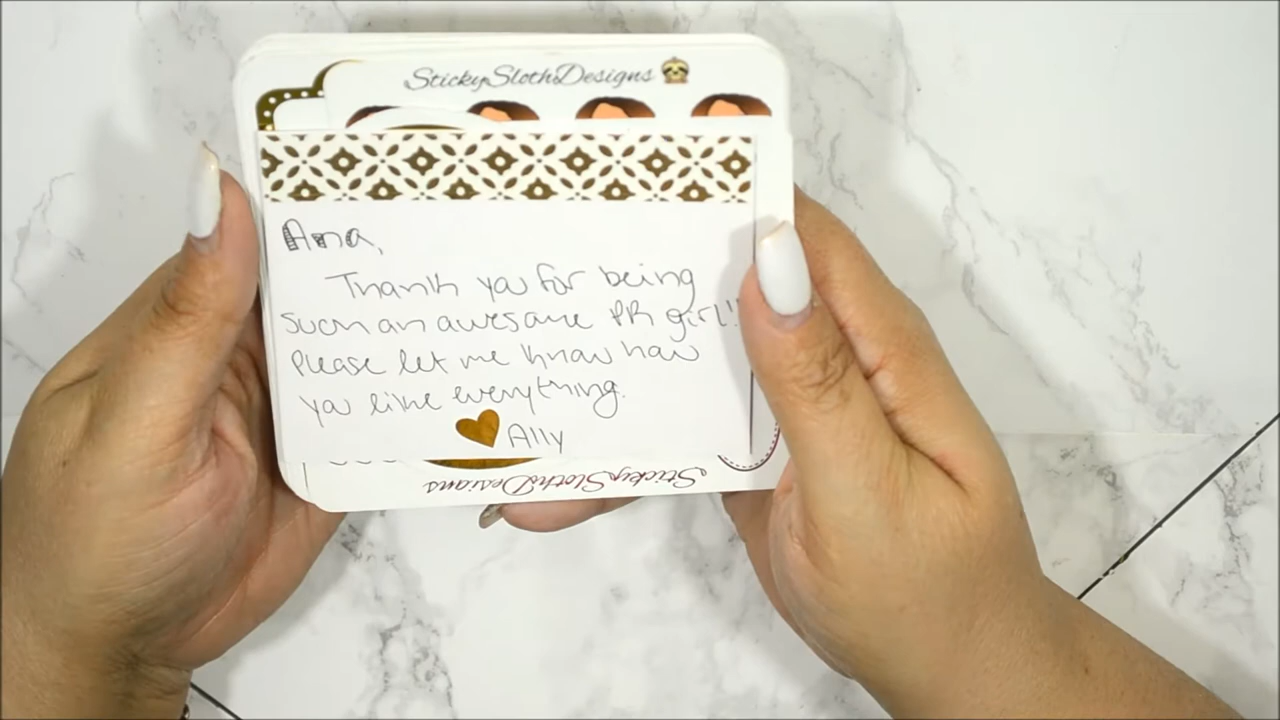 StickySlothDesigns
Ana,
Thank you for being
such an awesome PR girl!!
Please let me know how
you like everything.
Ally
StickySlothDesigns